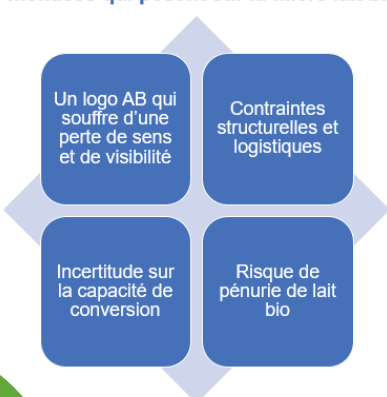 Un logo AB qui
souffre d'une
perte de sens
et de visibilité
Contraintes
structurelles et
logistiques
Incertitude sur
la capacité de
conversion
Risque de
pénurie de lait
bio